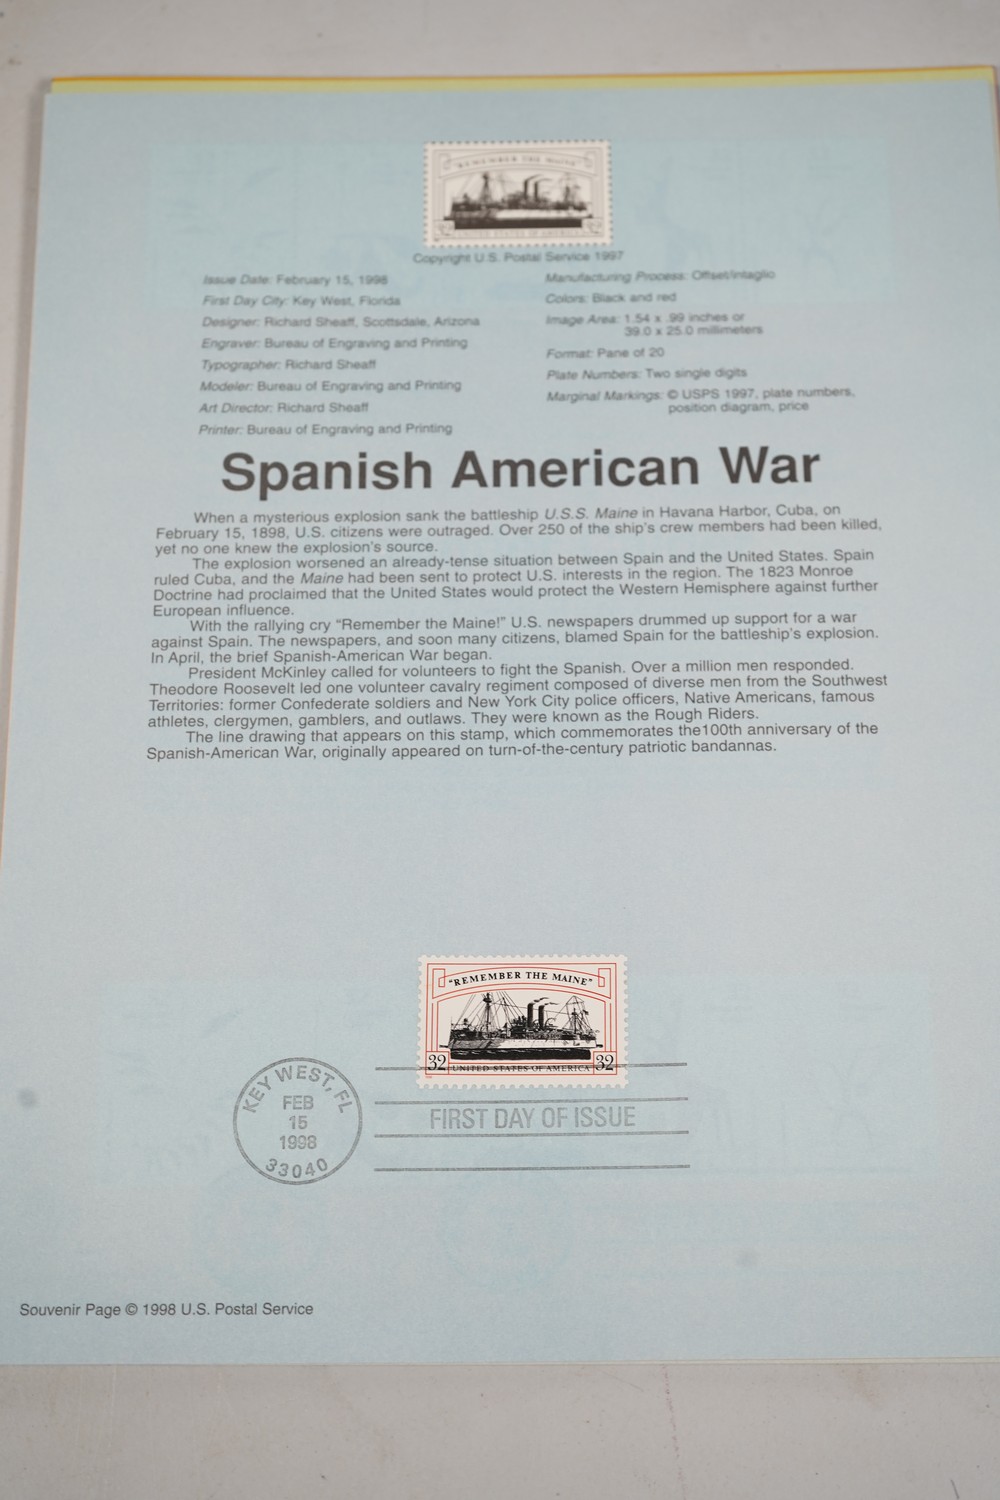 "REMEMBER THE MAINE"
32 UNITED STATES OF AMERICA 32
Copyright U.S. Postal Service 1997
Issue Date: February 15, 1998
First Day City: Key West, Florida
Designer: Richard Sheaff, Scottsdale, Arizona
Engraver: Bureau of Engraving and Printing
Typographer: Richard Sheaff
Modeler: Bureau of Engraving and Printing
Art Director: Richard Sheaff
Printer: Bureau of Engraving and Printing
Manufacturing Process: Offset/intaglio
Colors: Black and red
Image Area: 1.54 x .99 inches or
39.0 x 25.0 millimeters
Format: Pane of 20
Plate Numbers: Two single digits
Marginal Markings: © USPS 1997, plate numbers,
position diagram, price
Spanish American War
When a mysterious explosion sank the battleship U.S.S. Maine in Havana Harbor, Cuba, on
February 15, 1898, U.S. citizens were outraged. Over 250 of the ship's crew members had been killed,
yet no one knew the explosion's source.
The explosion worsened an already-tense situation between Spain and the United States. Spain
ruled Cuba, and the Maine had been sent to protect U.S. interests in the region. The 1823 Monroe
Doctrine had proclaimed that the United States would protect the Western Hemisphere against further
European influence.
With the rallying cry "Remember the Maine!" U.S. newspapers drummed up support for a war
against Spain. The newspapers, and soon many citizens, blamed Spain for the battleship's explosion.
In April, the brief Spanish-American War began.
President McKinley called for volunteers to fight the Spanish. Over a million men responded.
Theodore Roosevelt led one volunteer cavalry regiment composed of diverse men from the Southwest
Territories: former Confederate soldiers and New York City police officers, Native Americans, famous
athletes, clergymen, gamblers, and outlaws. They were known as the Rough Riders.
The line drawing that appears on this stamp, which commemorates the100th anniversary of the
Spanish-American War, originally appeared on turn-of-the-century patriotic bandannas.
"REMEMBER THE MAINE"
32 UNITED STATES OF AMERICA 32
KEY WEST, FL
FEB
15
1998
33040
FIRST DAY OF ISSUE
Souvenir Page © 1998 U.S. Postal Service